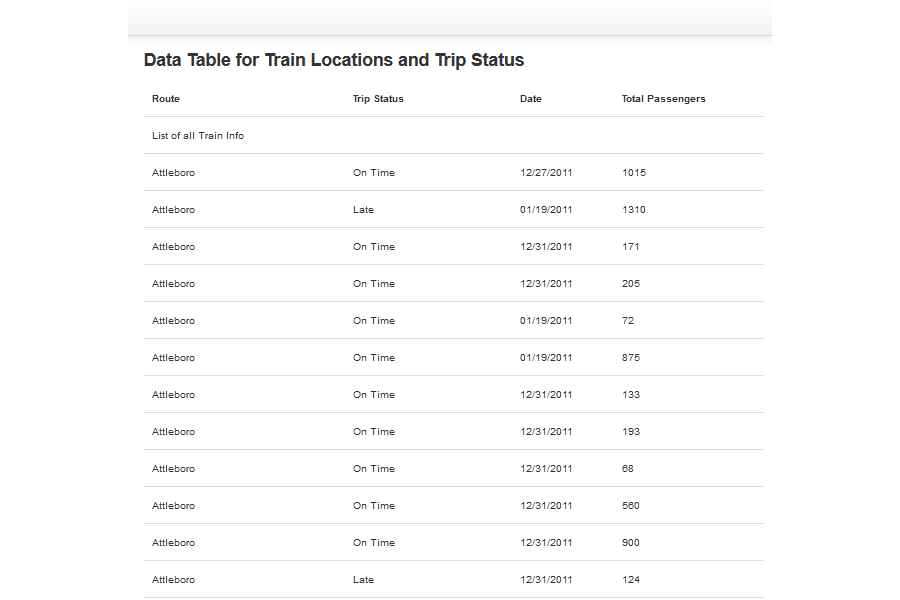 Data Table for Train Locations and Trip Status
Route Trip Status Date Total Passengers
List of all Train Info
Attleboro On Time 12/27/2011 1015
Attleboro Late 01/19/2011 1310
Attleboro On Time 12/31/2011 171
Attleboro On Time 12/31/2011 205
Attleboro On Time 01/19/2011 72
Attleboro On Time 01/19/2011 875
Attleboro On Time 12/31/2011 133
Attleboro On Time 12/31/2011 193
Attleboro On Time 12/31/2011 68
Attleboro On Time 12/31/2011 560
Attleboro On Time 12/31/2011 900
Attleboro Late 12/31/2011 124